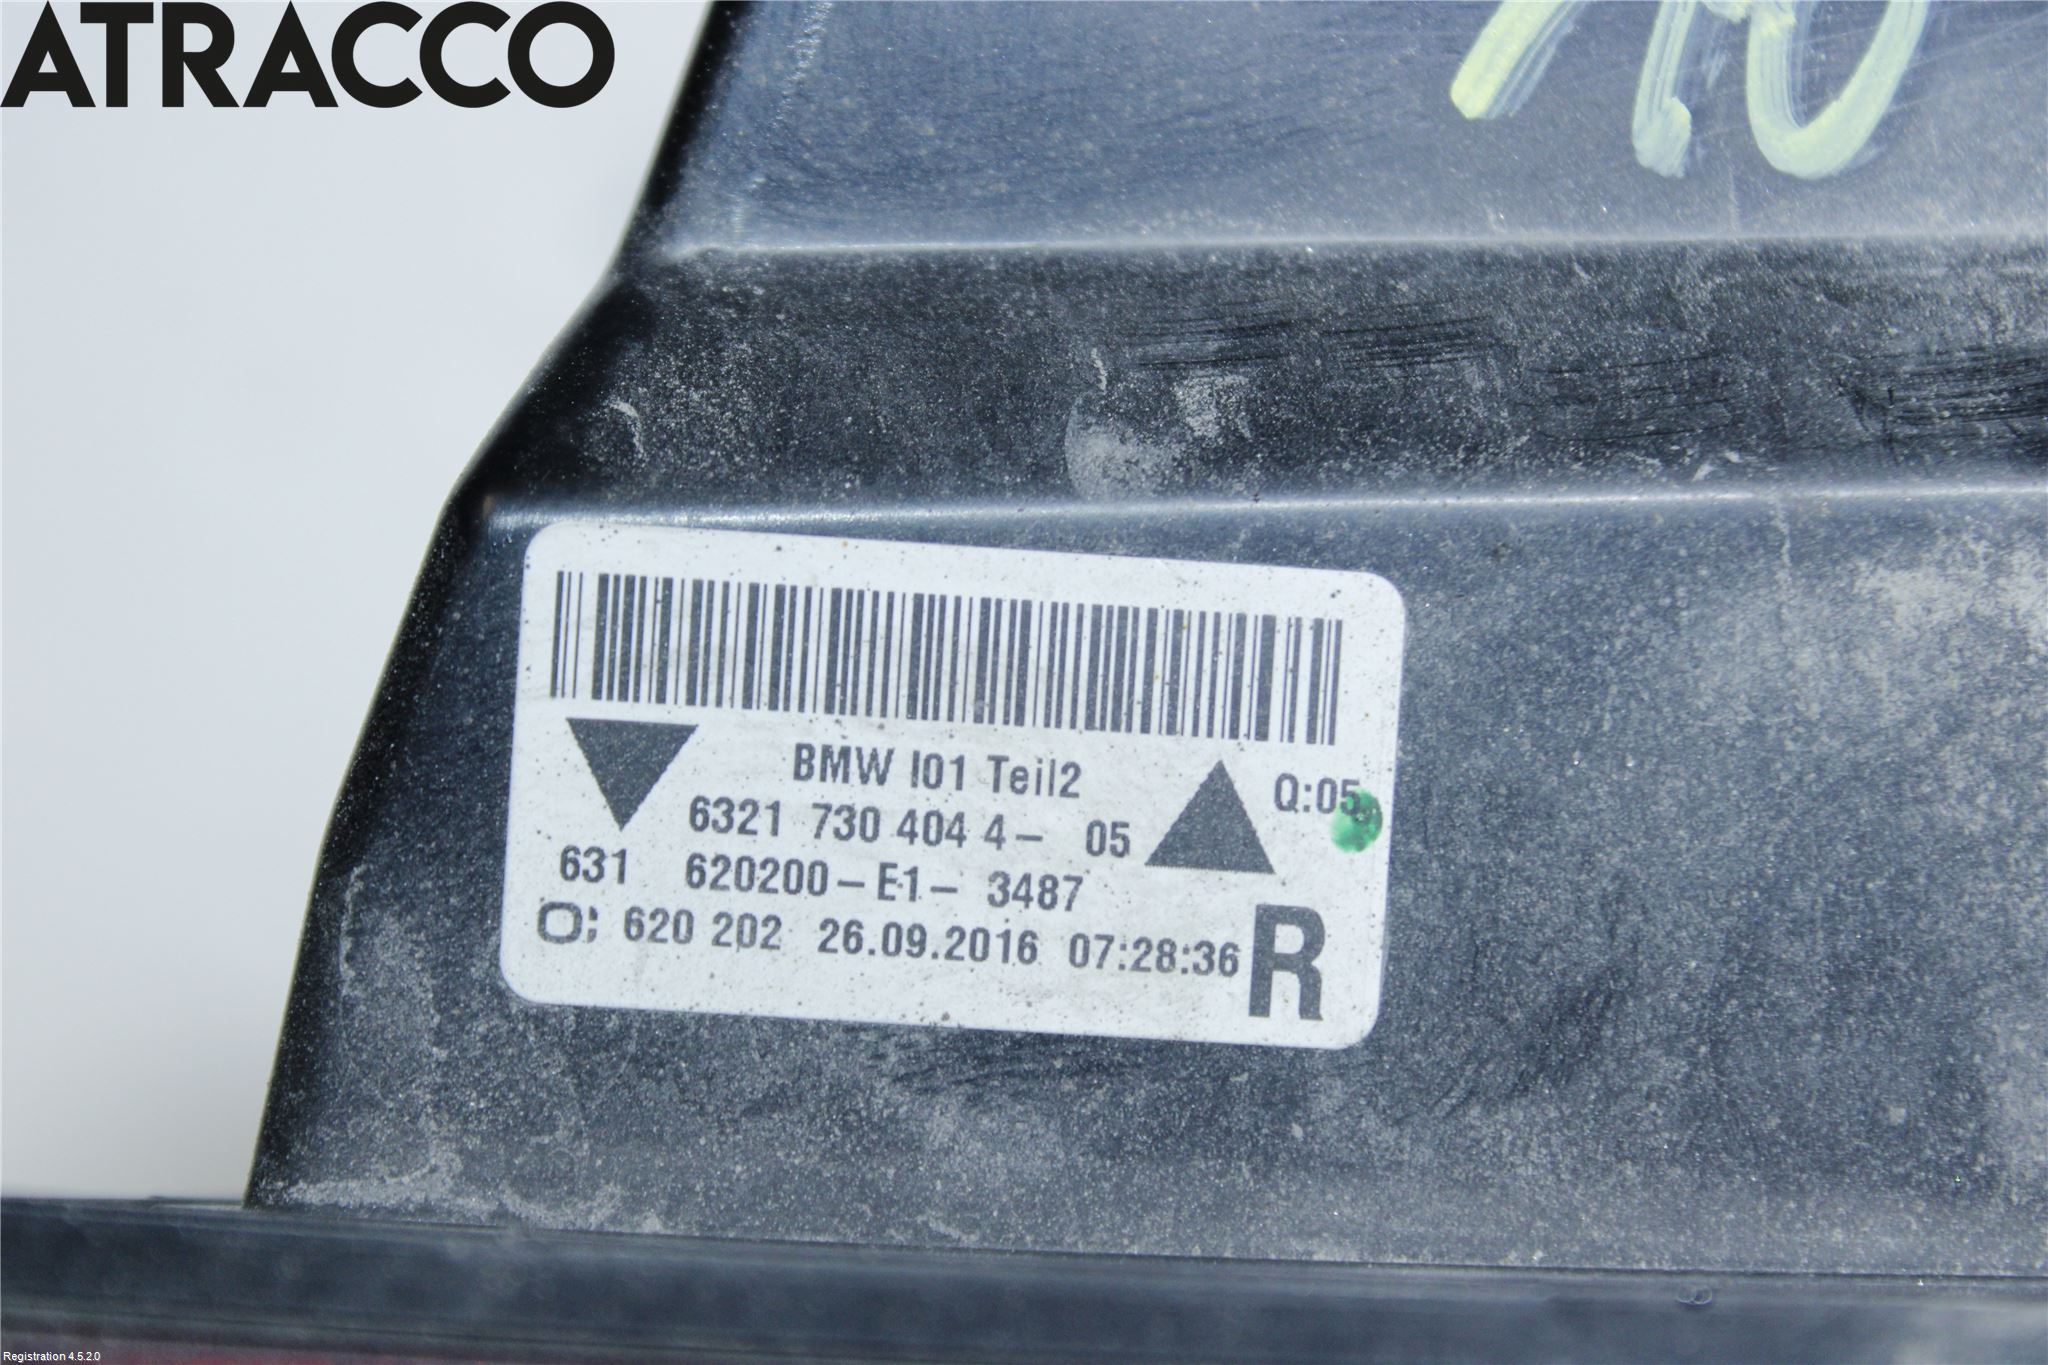 ATRACCO
BMW I01 Teil2
Q:05
6321 730 404 4- 05
631 620200-E1- 3487
620 202 26.09.2016 07:28:36
R
Registration 4.5.2.0